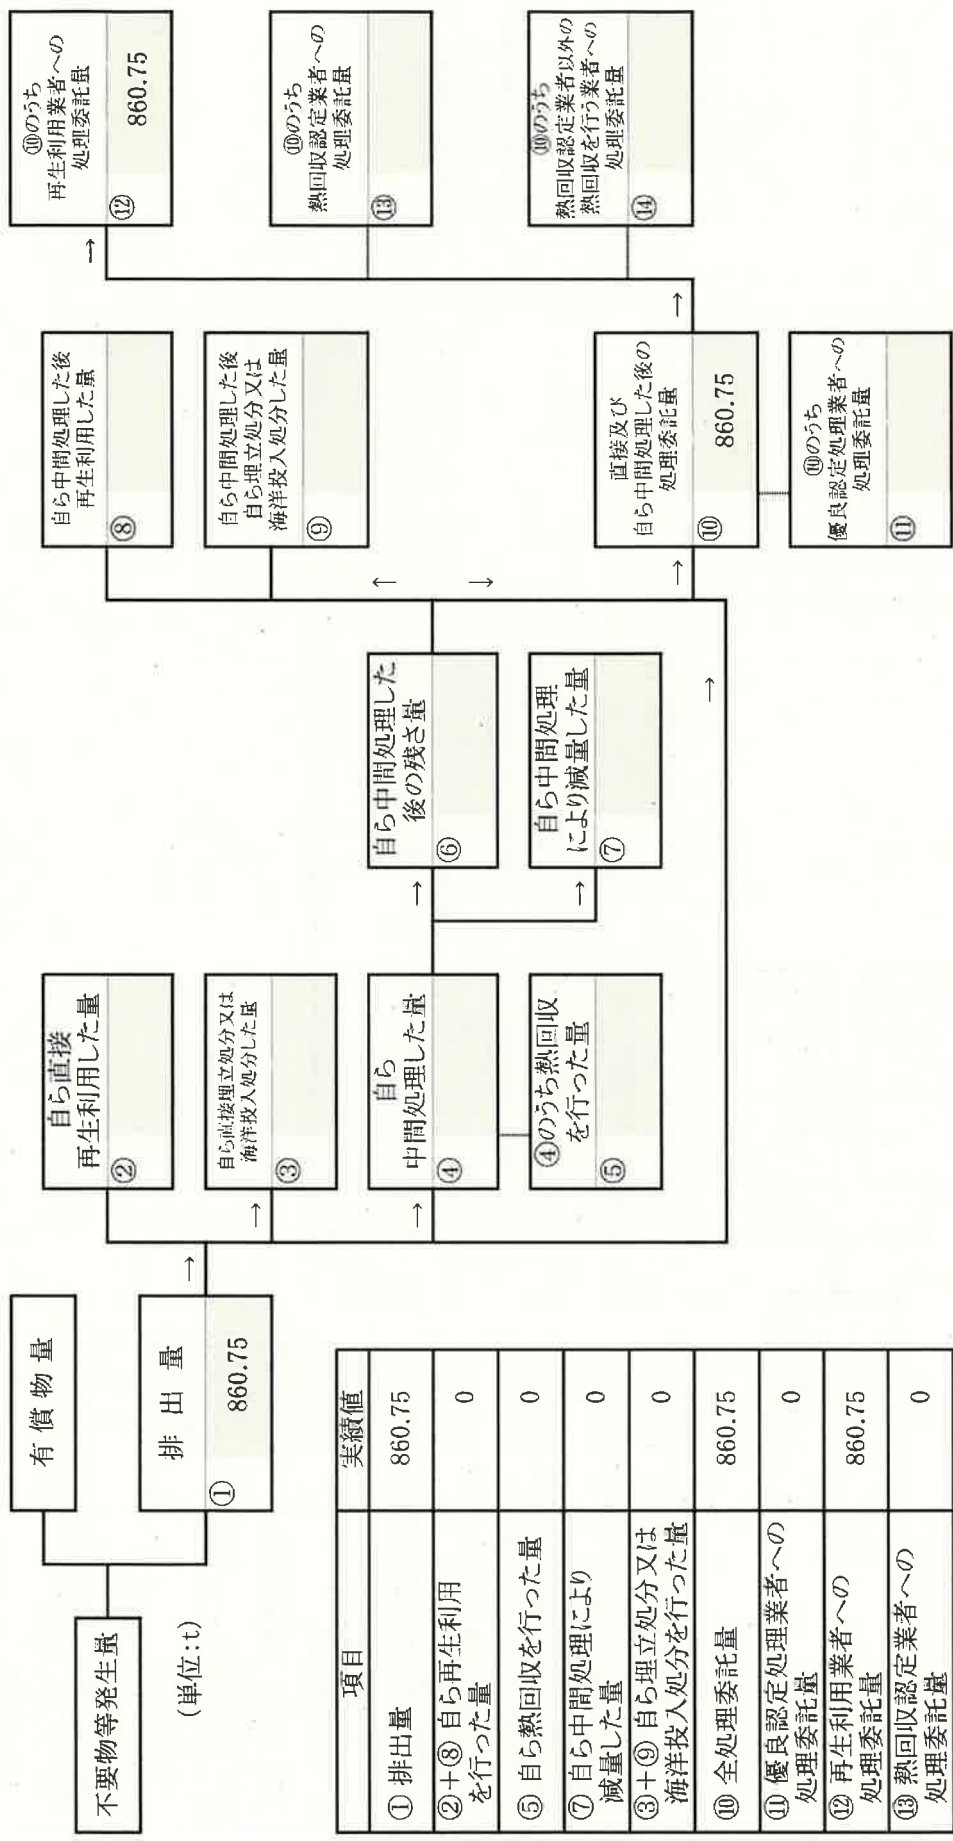 不要物等発生量
(単位:t)
有償物量
排出量
①
860.75
→
自ら直接
再生利用した量
②
自ら直接埋立処分又は
海洋投入処分した量
③
→
自ら
中間処理した量
④
→
④のうち熱回収
を行った量
⑤
自ら中間処理した
後の残さ量
⑥
→
自ら中間処理
により減量した量
⑦
→
→
自ら中間処理した後
再生利用した量
⑧
自ら中間処理した後
自ら埋立処分又は
海洋投入処分した量
⑨
↑
↓
→
直接及び
自ら中間処理した後の
処理委託量
⑩
860.75
⑩のうち
優良認定処理業者への
処理委託量
⑪
→
→
⑩のうち
再生利用業者への
処理委託量
⑫
860.75
⑩のうち
熱回収認定業者への
処理委託量
⑬
⑩のうち
熱回収認定業者以外の
熱回収を行う業者への
処理委託量
⑭
項目 実績値
① 排出量 860.75
②+⑧ 自ら再生利用
を行った量 0
⑤ 自ら熱回収を行った量 0
⑦ 自ら中間処理により
減量した量 0
③+⑨ 自ら埋立処分又は
海洋投入処分を行った量 0
⑩ 全処理委託量 860.75
⑪ 優良認定処理業者への
処理委託量 0
⑫ 再生利用業者への
処理委託量 860.75
⑬ 熱回収認定業者への
処理委託量 0